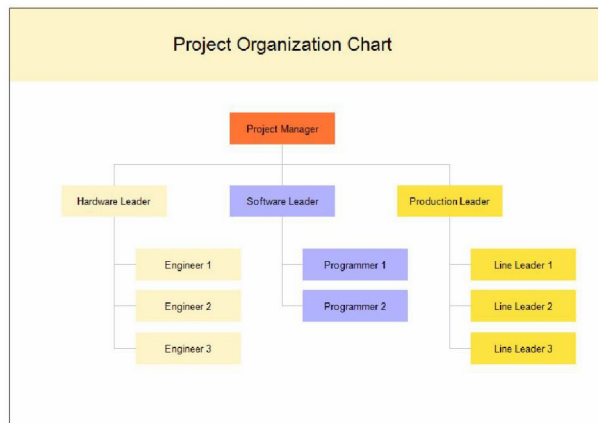 Project Organization Chart
Project Manager
Hardware Leader
Software Leader
Production Leader
Engineer 1
Programmer 1
Line Leader 1
Engineer 2
Programmer 2
Line Leader 2
Engineer 3
Line Leader 3